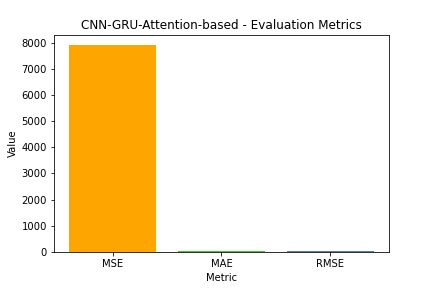 CNN-GRU-Attention-based - Evaluation Metrics
8000
7000
6000
5000
4000
3000
2000
1000
0
Value
MSE MAE RMSE
Metric